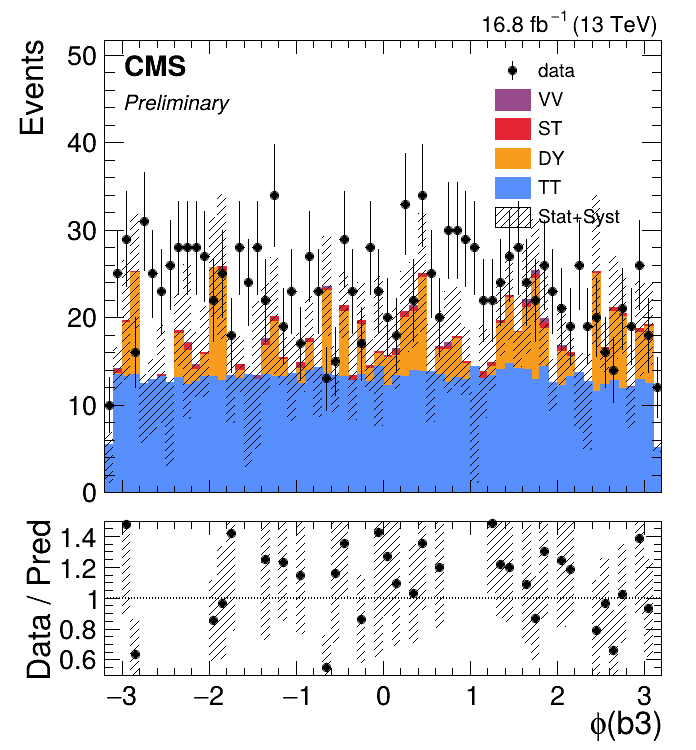 16.8 fb⁻¹ (13 TeV)
Events
50
40
30
20
10
0
CMS
Preliminary
data
VV
ST
DY
TT
Stat+Syst
Data / Pred
1.4
1.2
1
0.8
0.6
−3 −2 −1 0 1 2 3
ϕ(b3)